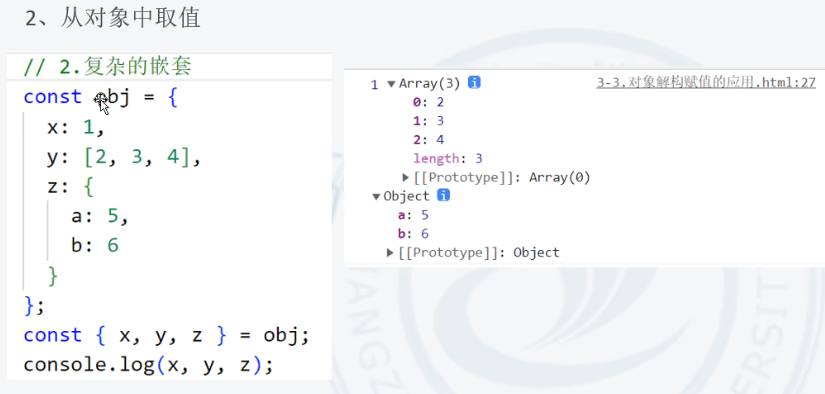 2、从对象中取值
// 2.复杂的嵌套
const obj = {
x: 1,
y: [2, 3, 4],
z: {
a: 5,
b: 6
}
};
const { x, y, z } = obj;
console.log(x, y, z);
1 ▼Array(3) i 3-3.对象解构赋值的应用.html:27
0: 2
1: 3
2: 4
length: 3
▶[[Prototype]]: Array(0)
▼Object i
a: 5
b: 6
▶[[Prototype]]: Object